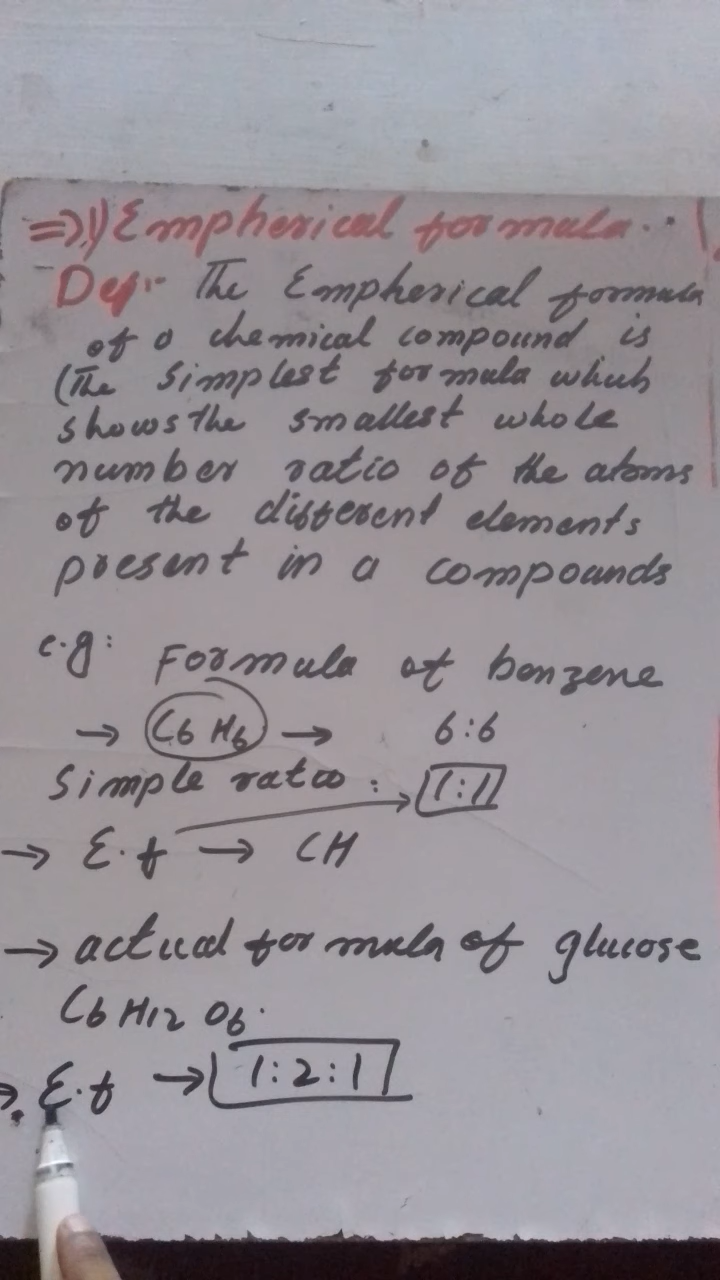 ⇒1) Empherical formula..
Def:- The Empherical formula
of a chemical compound is
(The simplest formula which
shows the smallest whole
number ratio of the atoms
of the different elements
present in a compounds
e.g: Formula of benzene
→ C6 H6 → 6:6
Simple ratio: 1:1
→ E.f → CH
→ actual formula of glucose
C6 H12 O6.
→ E.f → 1:2:1